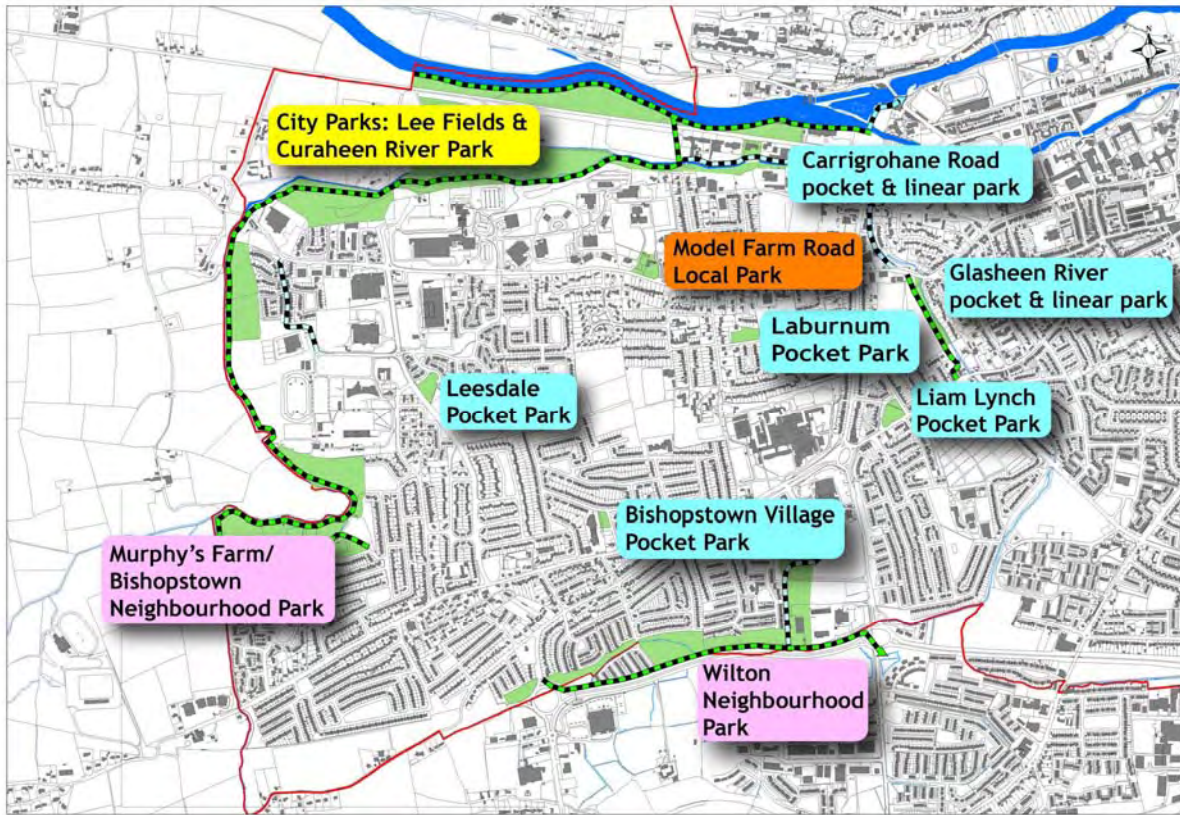 N
City Parks: Lee Fields &
Curaheen River Park
Carrigrohane Road
pocket & linear park
Model Farm Road
Local Park
Glasheen River
pocket & linear park
Laburnum
Pocket Park
Leesdale
Pocket Park
Liam Lynch
Pocket Park
Bishopstown Village
Pocket Park
Murphy's Farm/
Bishopstown
Neighbourhood Park
Wilton
Neighbourhood
Park